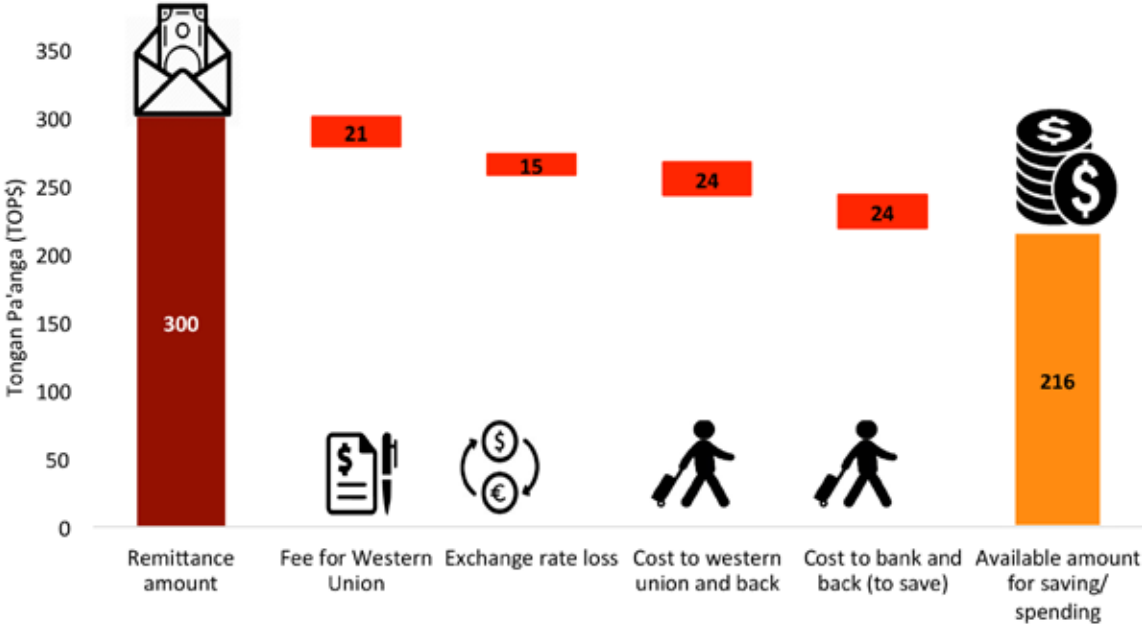 Tongan Pa'anga (TOP$)
350
300
250
200
150
100
50
0
300
21
15
24
24
216
$
$
$
$
€
Remittance
amount
Fee for Western
Union
Exchange rate loss
Cost to western
union and back
Cost to bank and
back (to save)
Available amount
for saving/
spending